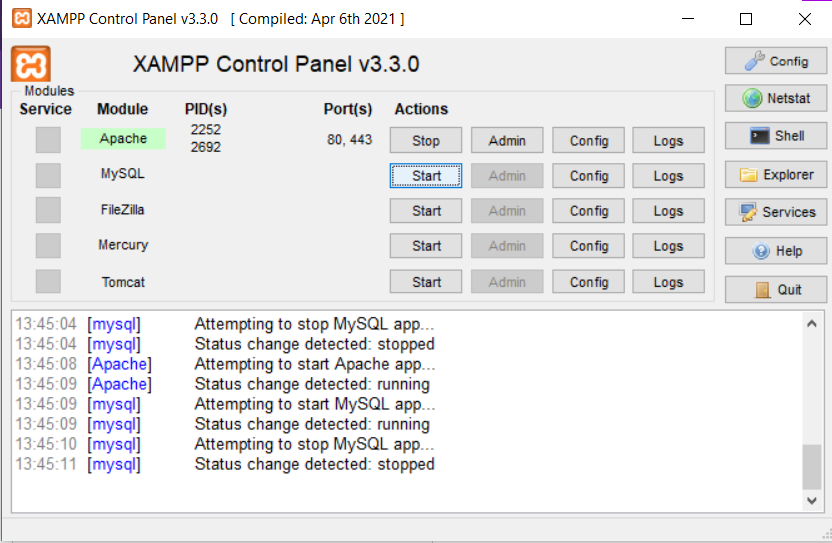 XAMPP Control Panel v3.3.0 [ Compiled: Apr 6th 2021 ]
XAMPP Control Panel v3.3.0
Config
Modules
Service Module PID(s) Port(s) Actions
Netstat
Apache 2252 2692 80, 443 Stop Admin Config Logs
Shell
MySQL Start Admin Config Logs
Explorer
FileZilla Start Admin Config Logs
Services
Mercury Start Admin Config Logs
Help
Tomcat Start Admin Config Logs
Quit
13:45:04 [mysql] Attempting to stop MySQL app...
13:45:04 [mysql] Status change detected: stopped
13:45:08 [Apache] Attempting to start Apache app...
13:45:09 [Apache] Status change detected: running
13:45:09 [mysql] Attempting to start MySQL app...
13:45:09 [mysql] Status change detected: running
13:45:10 [mysql] Attempting to stop MySQL app...
13:45:11 [mysql] Status change detected: stopped